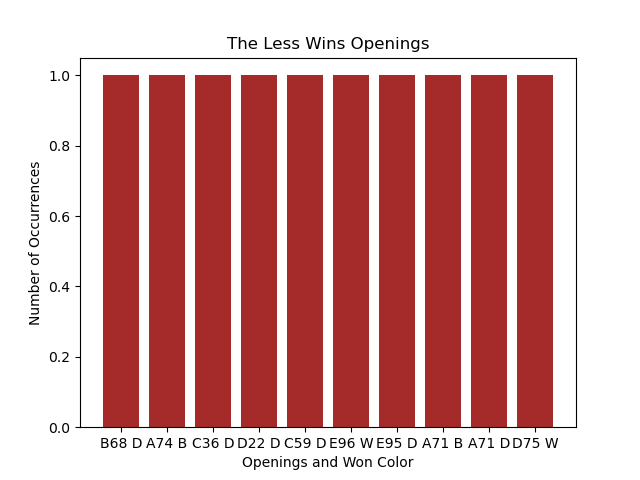 The Less Wins Openings
Number of Occurrences
1.0
0.8
0.6
0.4
0.2
0.0
B68 D A74 B C36 D D22 D C59 D E96 W E95 D A71 B A71 D D75 W
Openings and Won Color